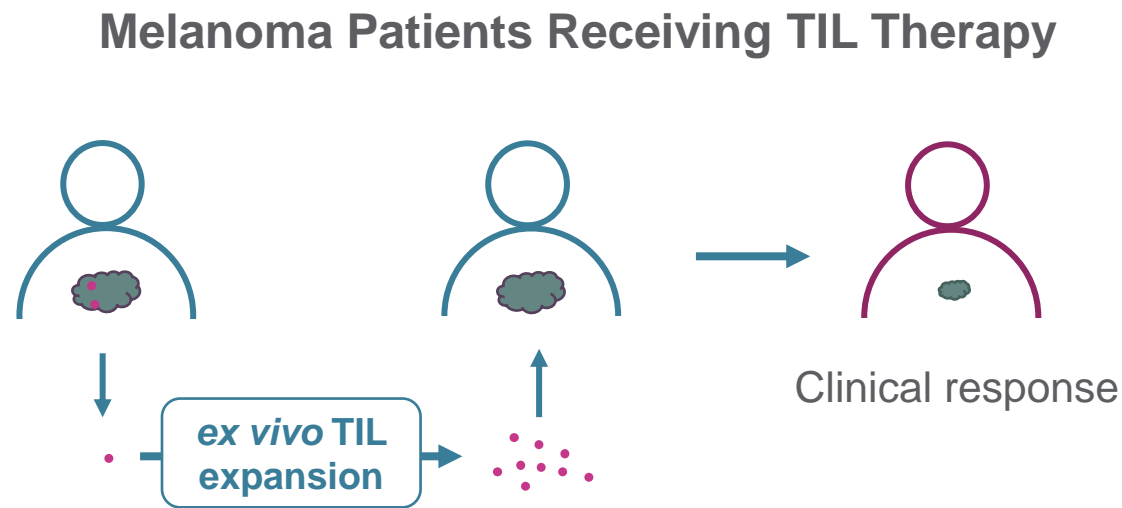 Melanoma Patients Receiving TIL Therapy
Clinical response
ex vivo TIL
expansion